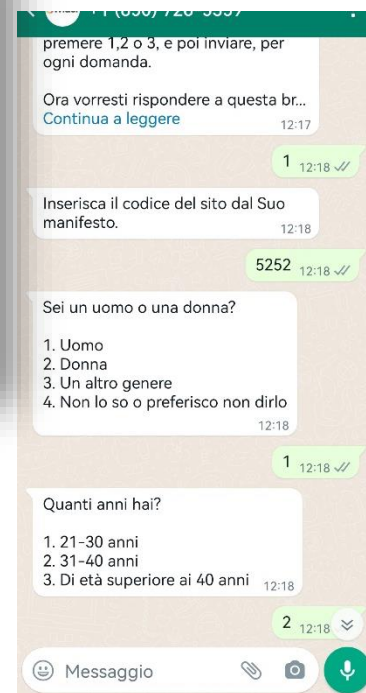 premere 1,2 o 3, e poi inviare, per
ogni domanda.
Ora vorresti rispondere a questa br...
Continua a leggere
12:17
1 12:18
Inserisca il codice del sito dal Suo
manifesto.
12:18
5252 12:18
Sei un uomo o una donna?
1. Uomo
2. Donna
3. Un altro genere
4. Non lo so o preferisco non dirlo
12:18
1 12:18
Quanti anni hai?
1. 21-30 anni
2. 31-40 anni
3. Di età superiore ai 40 anni 12:18
2 12:18
Messaggio